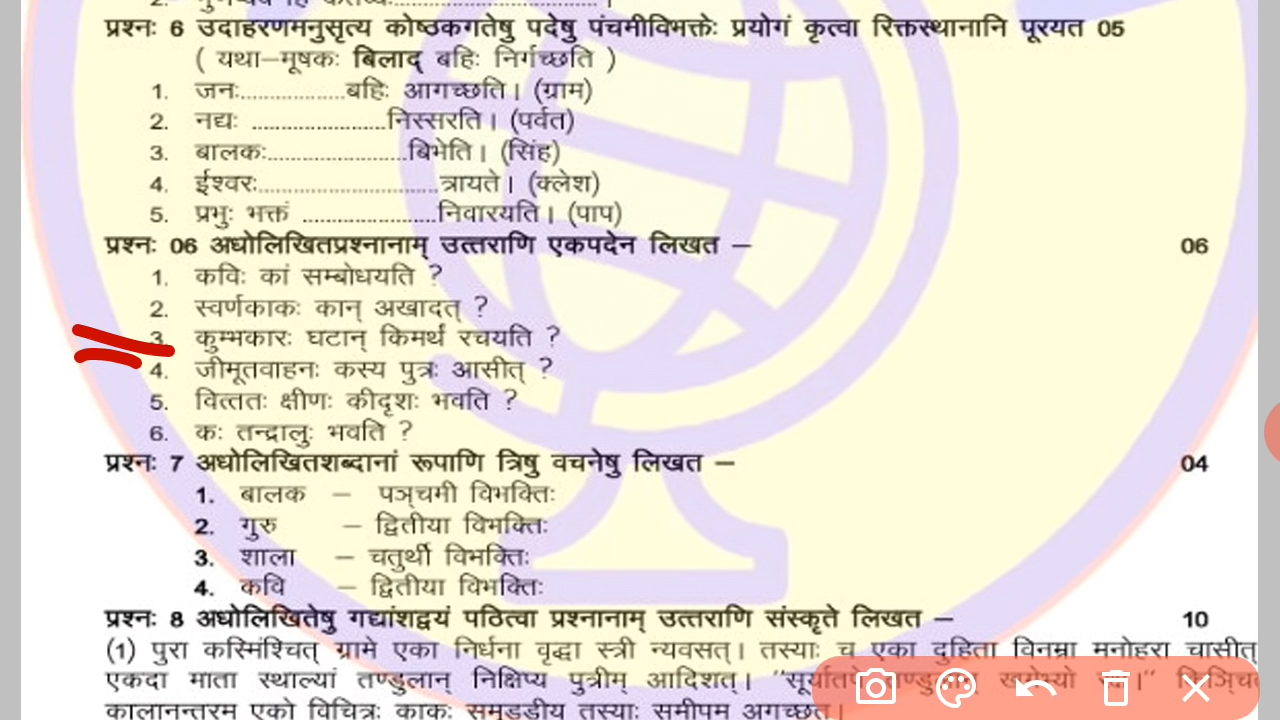 प्रश्नः 6 उदाहरणमनुसृत्य कोष्ठकगतेषु पदेषु पंचमीविभक्तेः प्रयोगं कृत्वा रिक्तस्थानानि पूरयत 05
( यथा–मूषकः बिलाद् बहिः निर्गच्छति )
1. जनः.................बहिः आगच्छति। (ग्राम)
2. नद्यः ......................निस्सरति। (पर्वत)
3. बालकः.......................बिभेति। (सिंह)
4. ईश्वरः..............................त्रायते। (क्लेश)
5. प्रभुः भक्तं ......................निवारयति। (पाप)
प्रश्नः 06 अधोलिखितप्रश्नानाम् उत्तराणि एकपदेन लिखत – 06
1. कविः कां सम्बोधयति ?
2. स्वर्णकाकः कान् अखादत् ?
3. कुम्भकारः घटान् किमर्थं रचयति ?
4. जीमूतवाहनः कस्य पुत्रः आसीत् ?
5. वित्ततः क्षीणः कीदृशः भवति ?
6. कः तन्द्रालुः भवति ?
प्रश्नः 7 अधोलिखितशब्दानां रूपाणि त्रिषु वचनेषु लिखत – 04
1. बालक – पञ्चमी विभक्तिः
2. गुरु – द्वितीया विभक्तिः
3. शाला – चतुर्थी विभक्तिः
4. कवि – द्वितीया विभक्तिः
प्रश्नः 8 अधोलिखितेषु गद्यांशद्वयं पठित्वा प्रश्नानाम् उत्तराणि संस्कृते लिखत – 10
(1) पुरा कस्मिंश्चित् ग्रामे एका निर्धना वृद्धा स्त्री न्यवसत्। तस्याः च एका दुहिता विनम्रा मनोहरा चासीत्
एकदा माता स्थाल्यां तण्डुलान् निक्षिप्य पुत्रीम् आदिशत्।
कालानन्तरम् एको विचित्रः काकः समुड्डीय तस्याः समीपम् अगच्छत्।